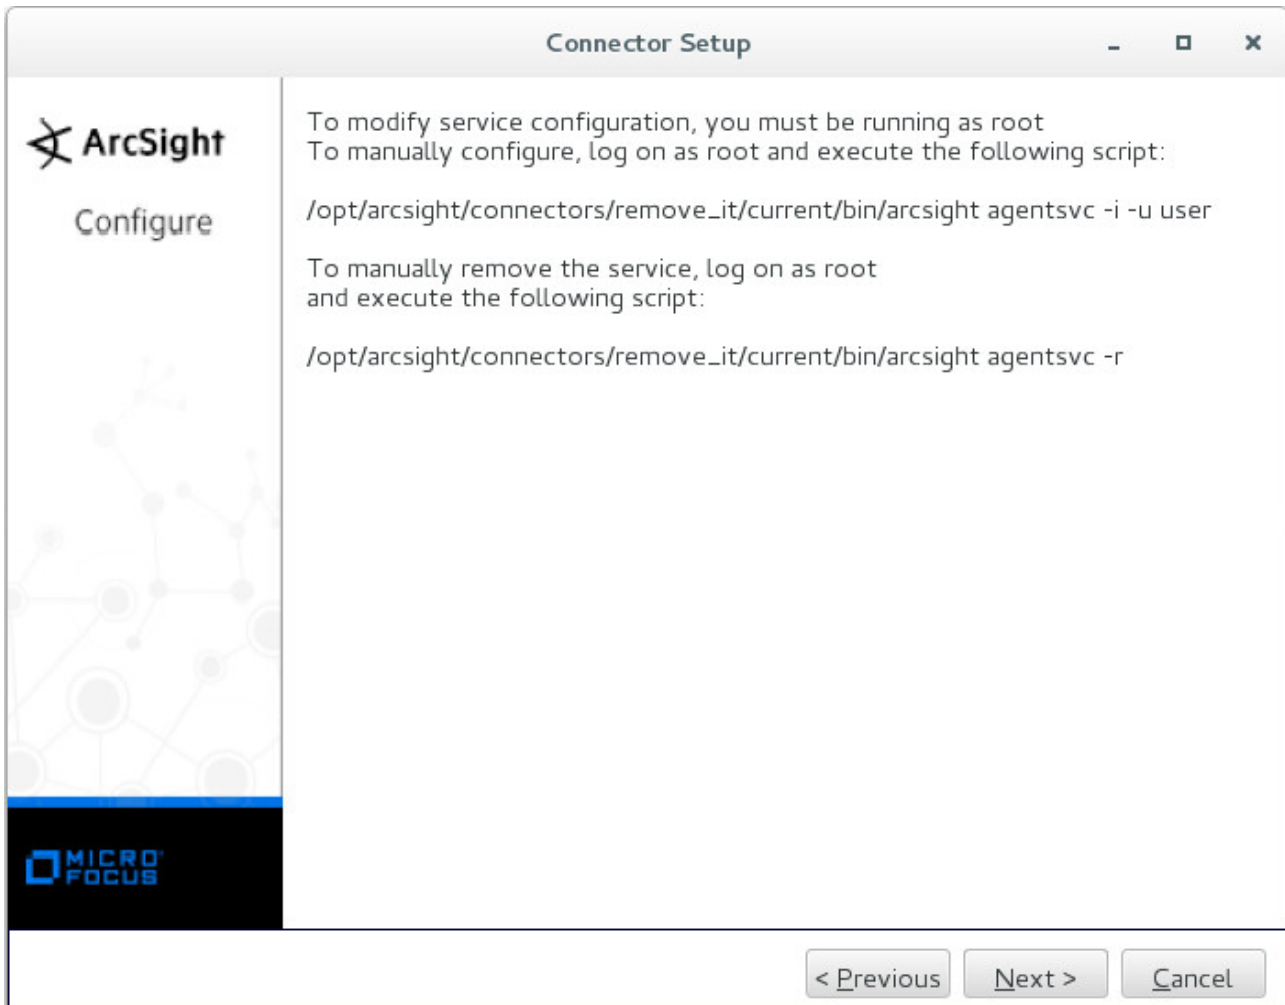 Connector Setup
ArcSight
Configure
To modify service configuration, you must be running as root
To manually configure, log on as root and execute the following script:
/opt/arcsight/connectors/remove_it/current/bin/arcsight agentsvc -i -u user
To manually remove the service, log on as root
and execute the following script:
/opt/arcsight/connectors/remove_it/current/bin/arcsight agentsvc -r
MICRO
FOCUS
< Previous
Next >
Cancel